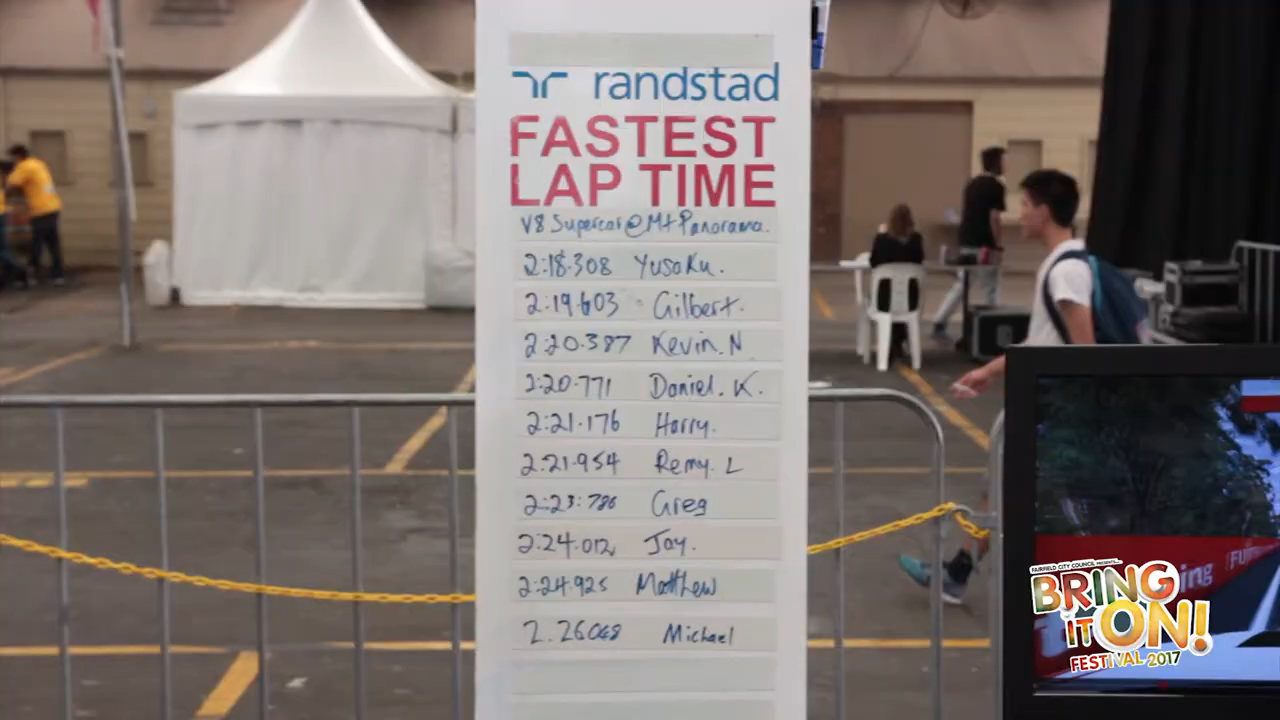 randstad
FASTEST
LAP TIME
V8 Supercar@Mt Panorama.
2:18.308 Yusaku.
2:19.603 Gilbert.
2:20.387 Kevin.N
2:20.771 Daniel.K.
2:21.176 Harry.
2.21.954 Remy.L
2:23:786 Greg
2:24.012 Jay.
2:24.925 Matthew
2.26048 Michael
FAIRFIELD CITY COUNCIL PRESENTS...
BRING
IT ON!
FESTIVAL 2017